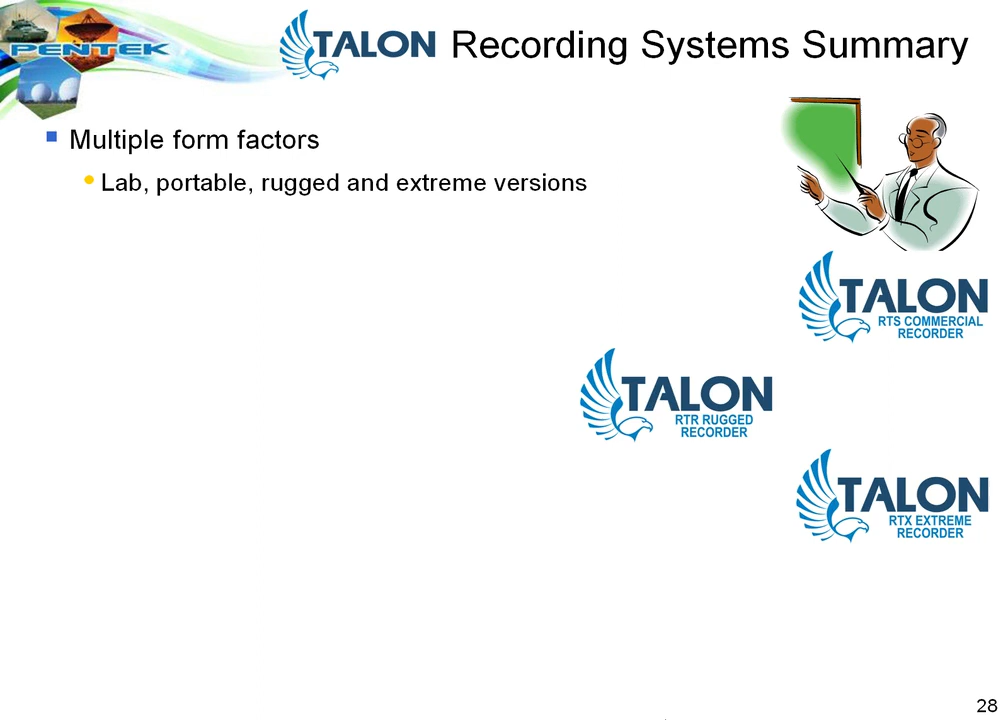 PENTEK
TALON Recording Systems Summary
Multiple form factors
Lab, portable, rugged and extreme versions
TALON
RTS COMMERCIAL
RECORDER
TALON
RTR RUGGED
RECORDER
TALON
RTX EXTREME
RECORDER
28